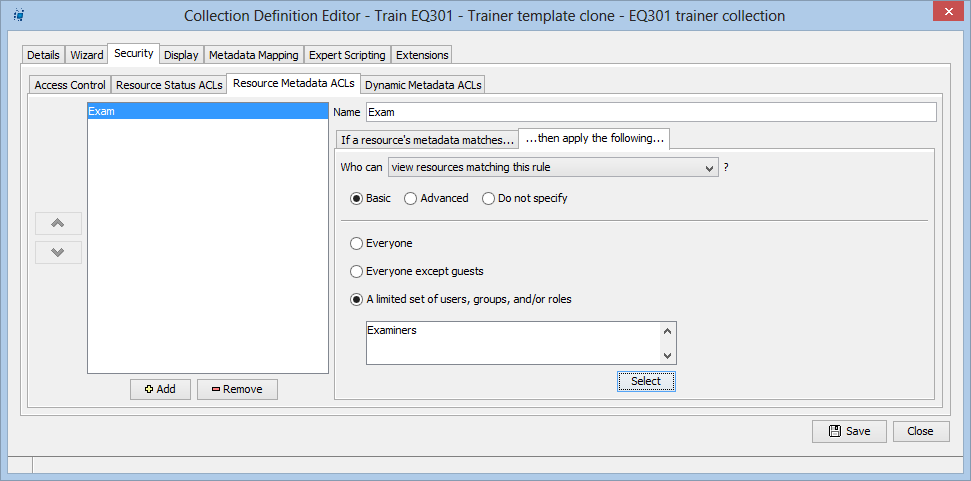 Collection Definition Editor - Train EQ301 - Trainer template clone - EQ301 trainer collection
Details Wizard Security Display Metadata Mapping Expert Scripting Extensions
Access Control Resource Status ACLs Resource Metadata ACLs Dynamic Metadata ACLs
Exam
Name Exam
If a resource's metadata matches... ...then apply the following...
Who can view resources matching this rule ?
Basic Advanced Do not specify
Everyone
Everyone except guests
A limited set of users, groups, and/or roles
Examiners
Select
Add Remove
Save Close